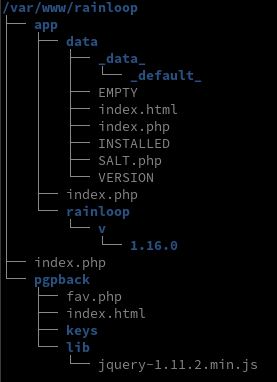 /var/www/rainloop
├── app
│   ├── data
│   │   ├── _data_
│   │   │   └── _default_
│   │   ├── EMPTY
│   │   ├── index.html
│   │   ├── index.php
│   │   ├── INSTALLED
│   │   ├── SALT.php
│   │   └── VERSION
│   ├── index.php
│   └── rainloop
│       └── v
│           └── 1.16.0
├── index.php
└── pgpback
    ├── fav.php
    ├── index.html
    ├── keys
    └── lib
        └── jquery-1.11.2.min.js